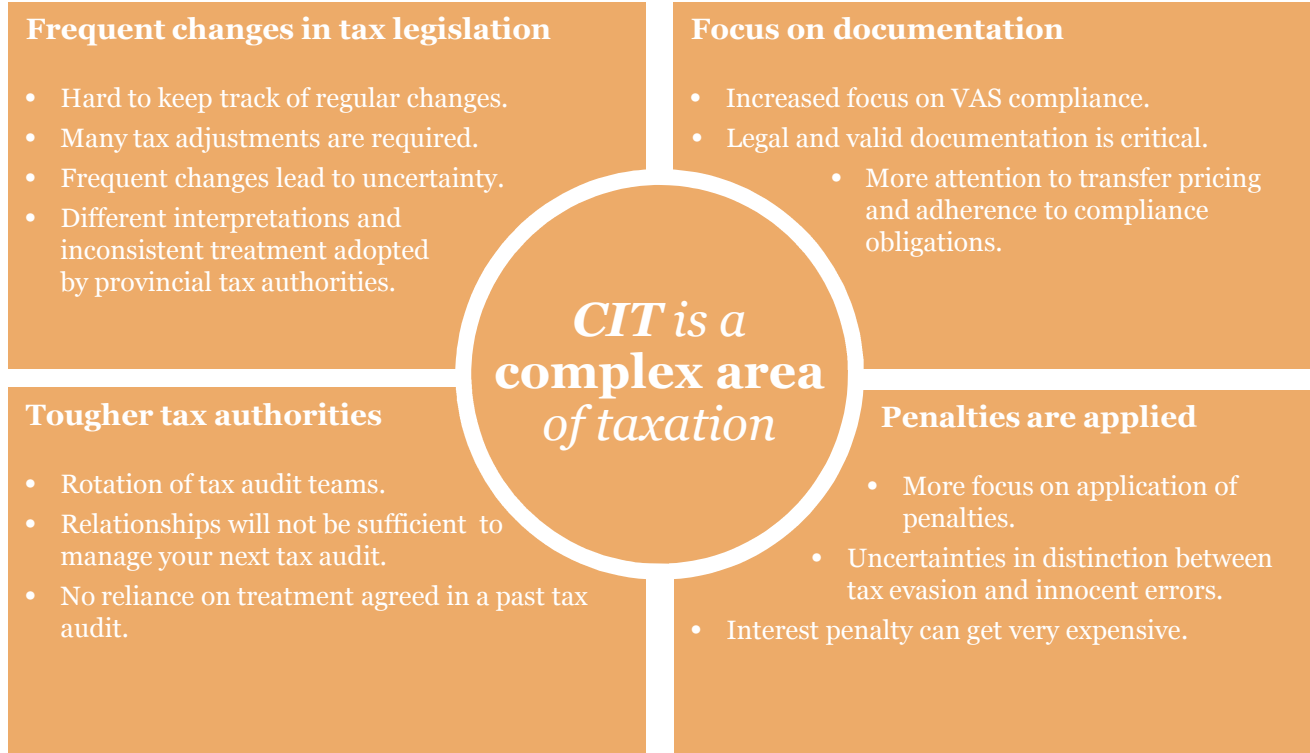 Frequent changes in tax legislation
• Hard to keep track of regular changes.
• Many tax adjustments are required.
• Frequent changes lead to uncertainty.
• Different interpretations and
inconsistent treatment adopted
by provincial tax authorities.
Focus on documentation
• Increased focus on VAS compliance.
• Legal and valid documentation is critical.
• More attention to transfer pricing
and adherence to compliance
obligations.
CIT is a
complex area
of taxation
Tougher tax authorities
• Rotation of tax audit teams.
• Relationships will not be sufficient to
manage your next tax audit.
• No reliance on treatment agreed in a past tax
audit.
Penalties are applied
• More focus on application of
penalties.
• Uncertainties in distinction between
tax evasion and innocent errors.
• Interest penalty can get very expensive.